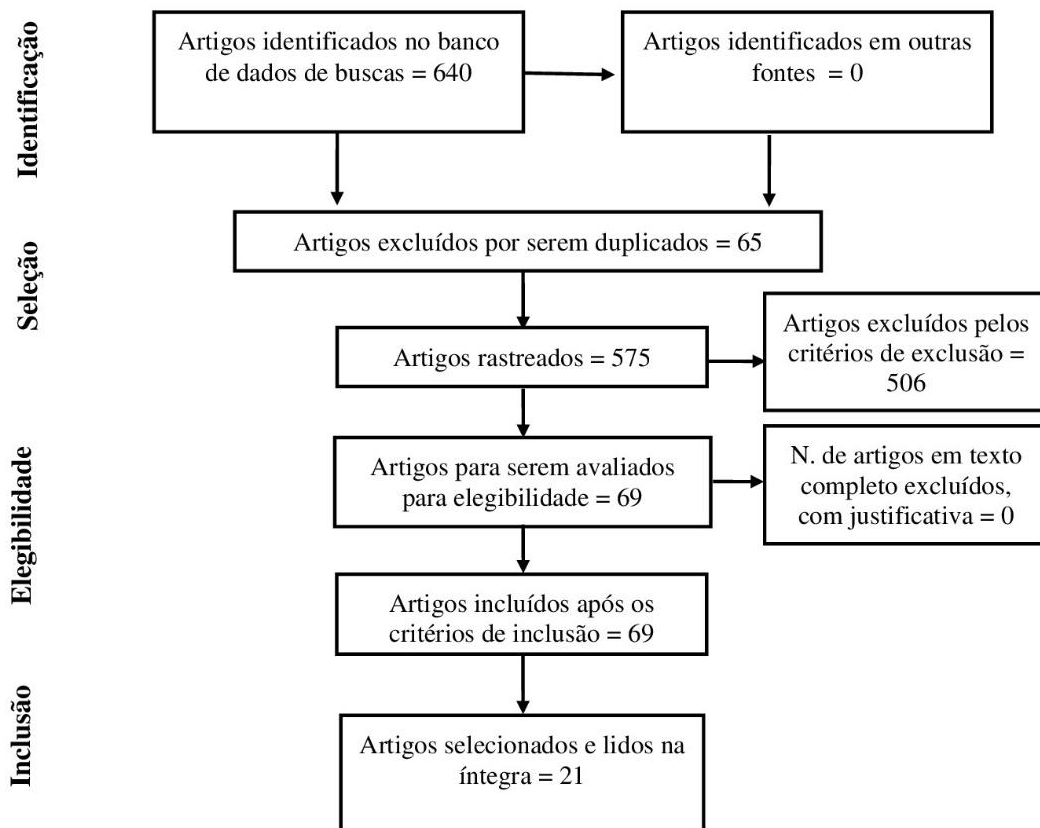 Identificação
Artigos identificados no banco
de dados de buscas = 640
Artigos identificados em outras
fontes = 0
Seleção
Artigos excluídos por serem duplicados = 65
Artigos rastreados = 575
Artigos excluídos pelos
critérios de exclusão =
506
Elegibilidade
Artigos para serem avaliados
para elegibilidade = 69
N. de artigos em texto
completo excluídos,
com justificativa = 0
Artigos incluídos após os
critérios de inclusão = 69
Inclusão
Artigos selecionados e lidos na
íntegra = 21